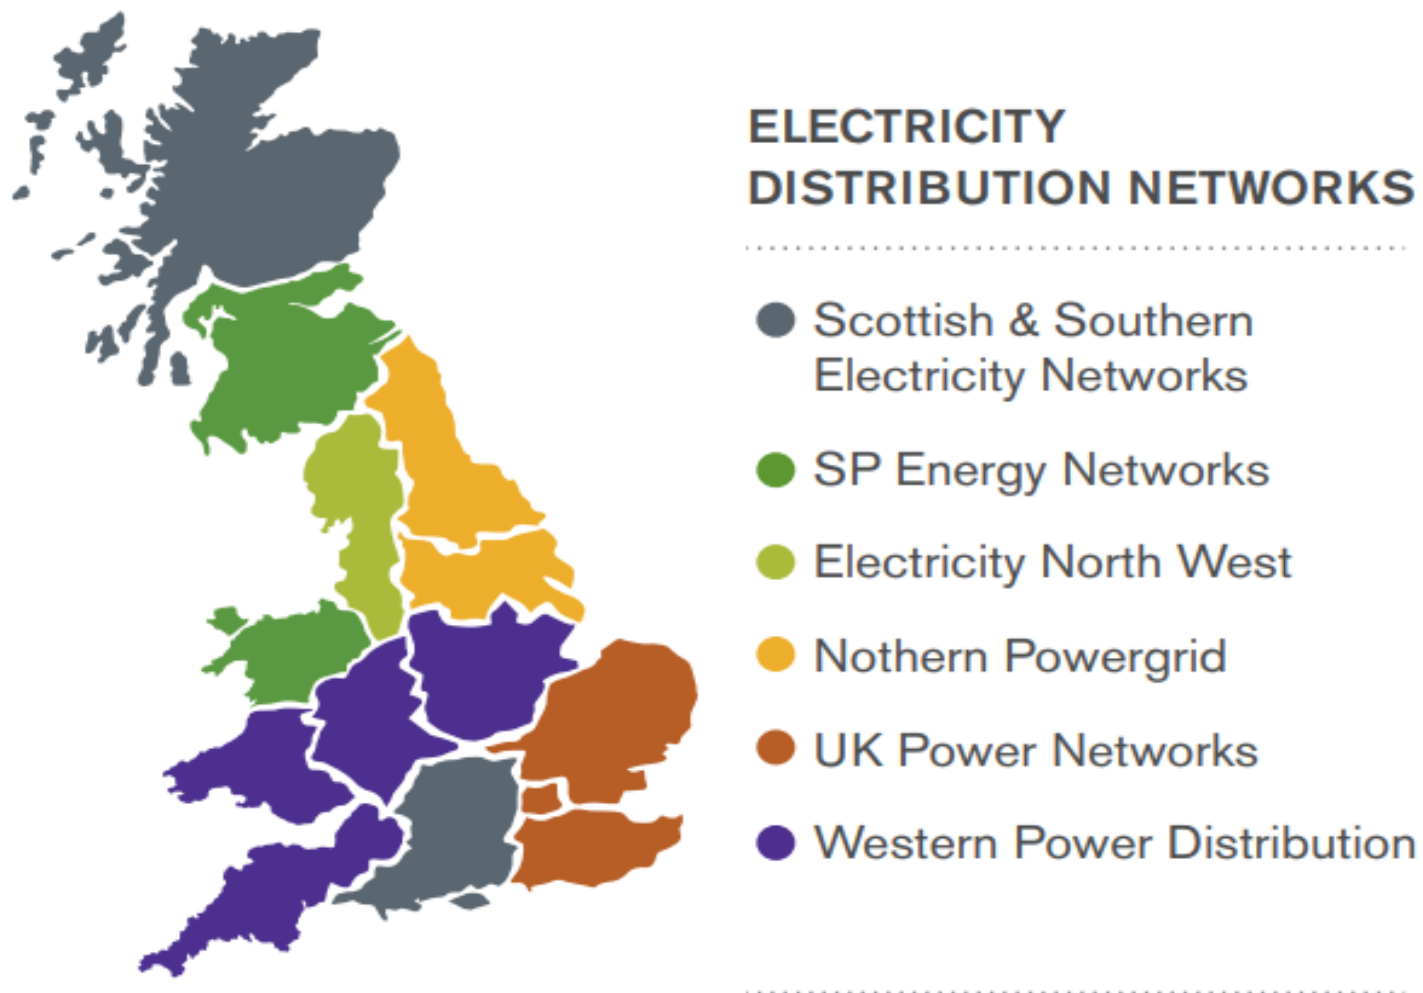 ELECTRICITY
DISTRIBUTION NETWORKS
Scottish & Southern
Electricity Networks
SP Energy Networks
Electricity North West
Nothern Powergrid
UK Power Networks
Western Power Distribution